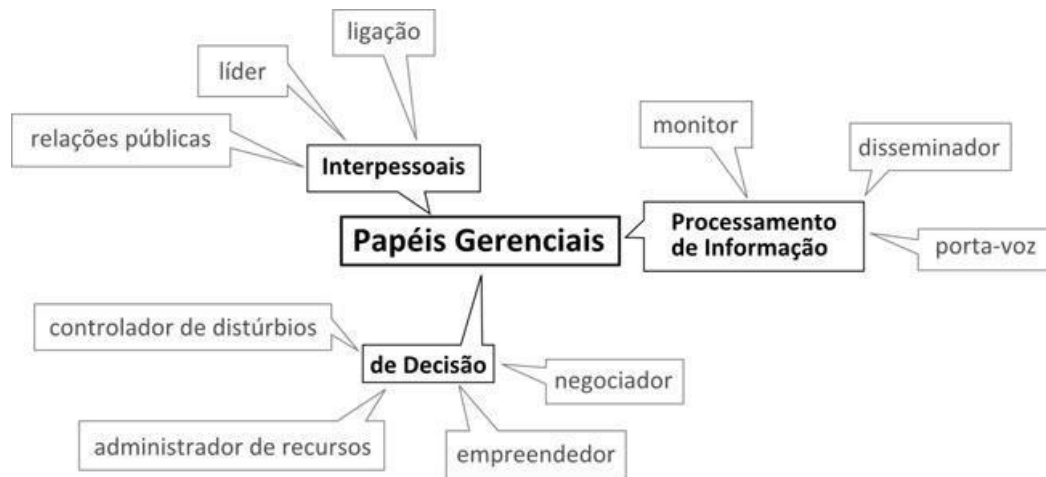 ligação
líder
relações públicas
Interpessoais
monitor
disseminador
Processamento
de Informação
porta-voz
Papéis Gerenciais
controlador de distúrbios
de Decisão
negociador
administrador de recursos
empreendedor